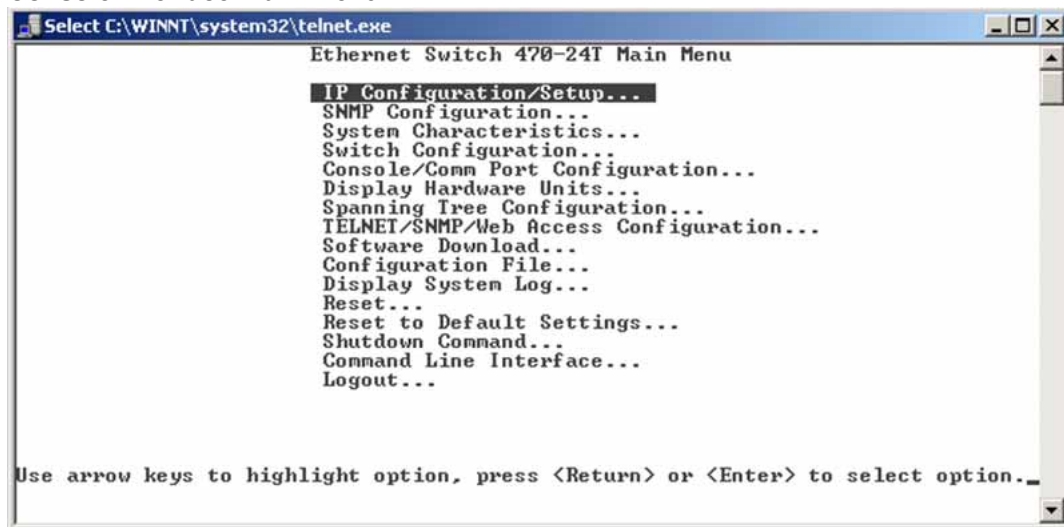 Select C:\WINNT\system32\telnet.exe
Ethernet Switch 470-24T Main Menu
IP Configuration/Setup...
SNMP Configuration...
System Characteristics...
Switch Configuration...
Console/Comm Port Configuration...
Display Hardware Units...
Spanning Tree Configuration...
TELNET/SNMP/Web Access Configuration...
Software Download...
Configuration File...
Display System Log...
Reset...
Reset to Default Settings...
Shutdown Command...
Command Line Interface...
Logout...
Use arrow keys to highlight option, press <Return> or <Enter> to select option.